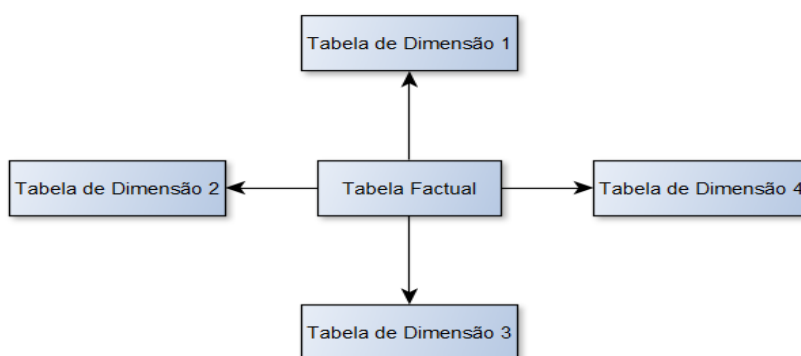 Tabela de Dimensão 1
Tabela de Dimensão 2
Tabela Factual
Tabela de Dimensão 4
Tabela de Dimensão 3